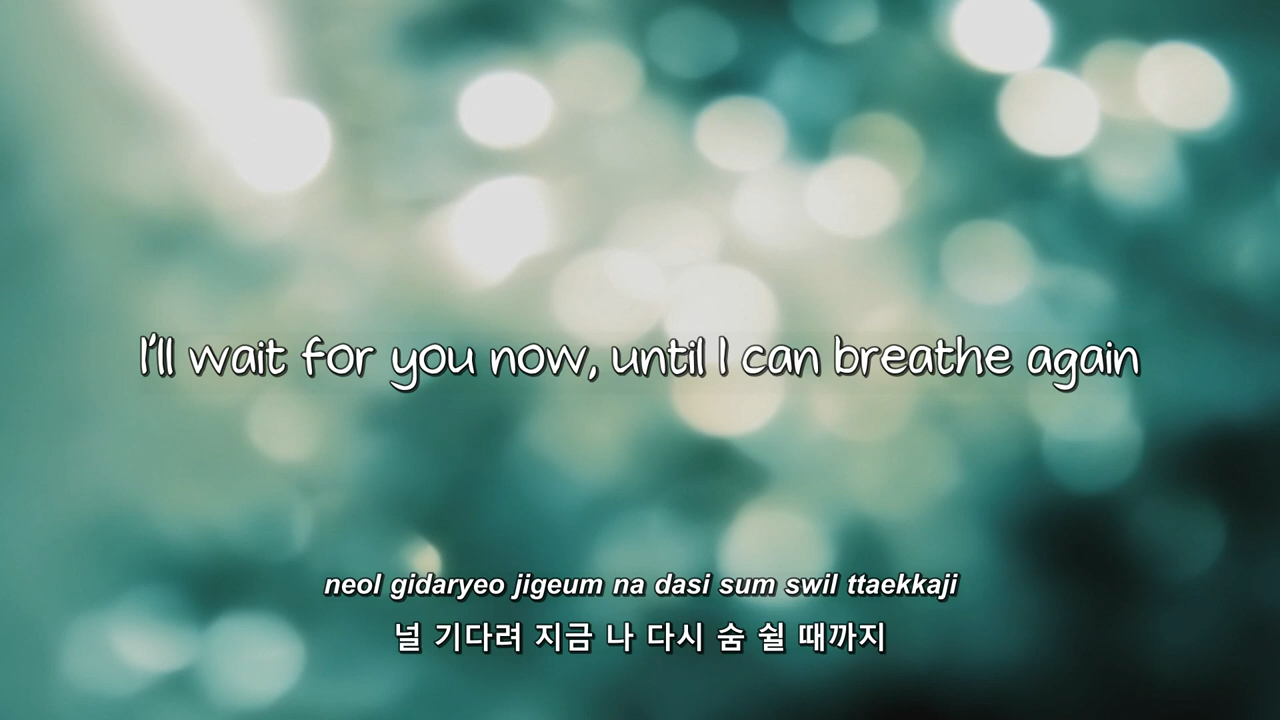 I'll wait for you now, until I can breathe again
neol gidaryeo jigeum na dasi sum swil ttaekkaji
널 기다려 지금 나 다시 숨 쉴 때까지